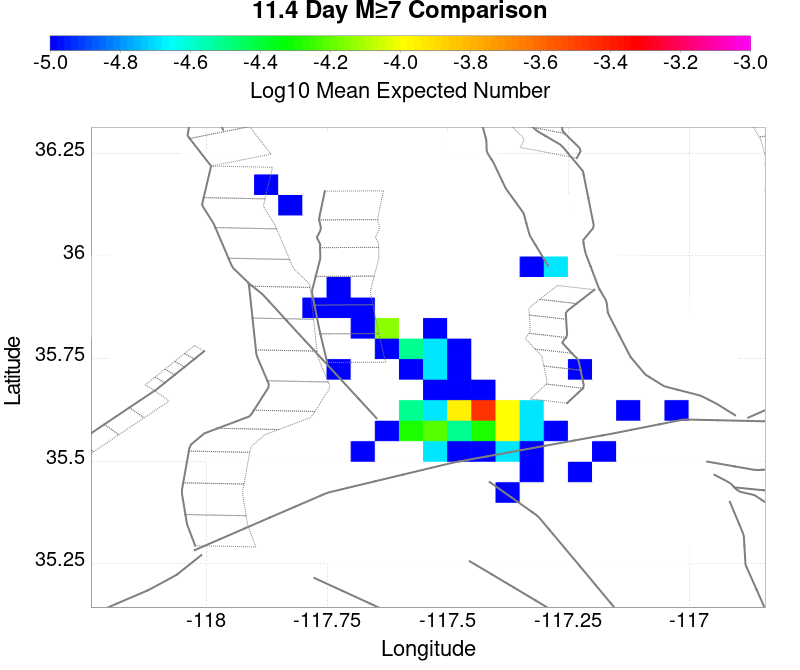 11.4 Day M≥7 Comparison
-5.0 -4.8 -4.6 -4.4 -4.2 -4.0 -3.8 -3.6 -3.4 -3.2 -3.0
Log10 Mean Expected Number
36.25
36
35.75
35.5
35.25
Latitude
-118 -117.75 -117.5 -117.25 -117
Longitude